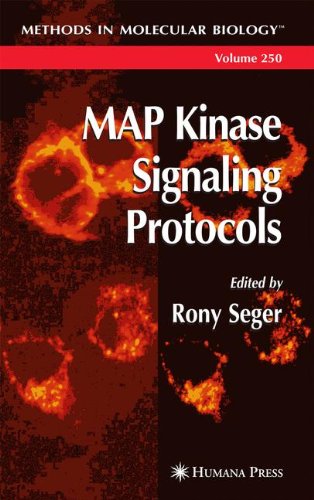 METHODS IN MOLECULAR BIOLOGY™
Volume 250
MAP Kinase
Signaling
Protocols
Edited by
Rony Seger
HUMANA PRESS